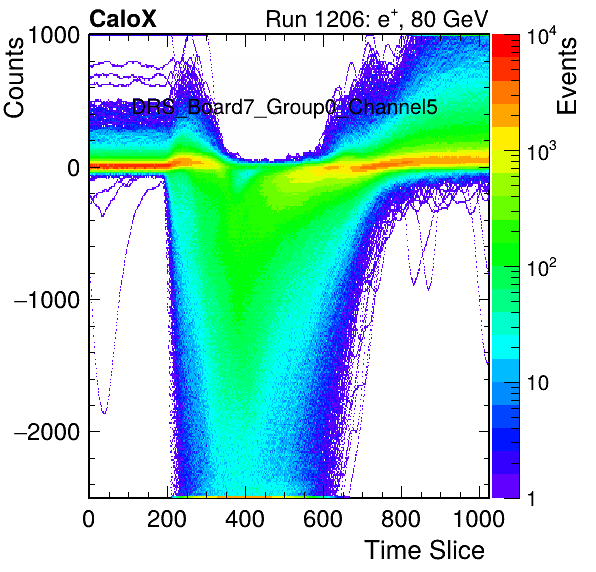 CaloX Run 1206: e⁺, 80 GeV
Counts
Events
DRS_Board7_Group0_Channel5
1000
0
−1000
−2000
0 200 400 600 800 1000
Time Slice
10⁴
10³
10²
10
1